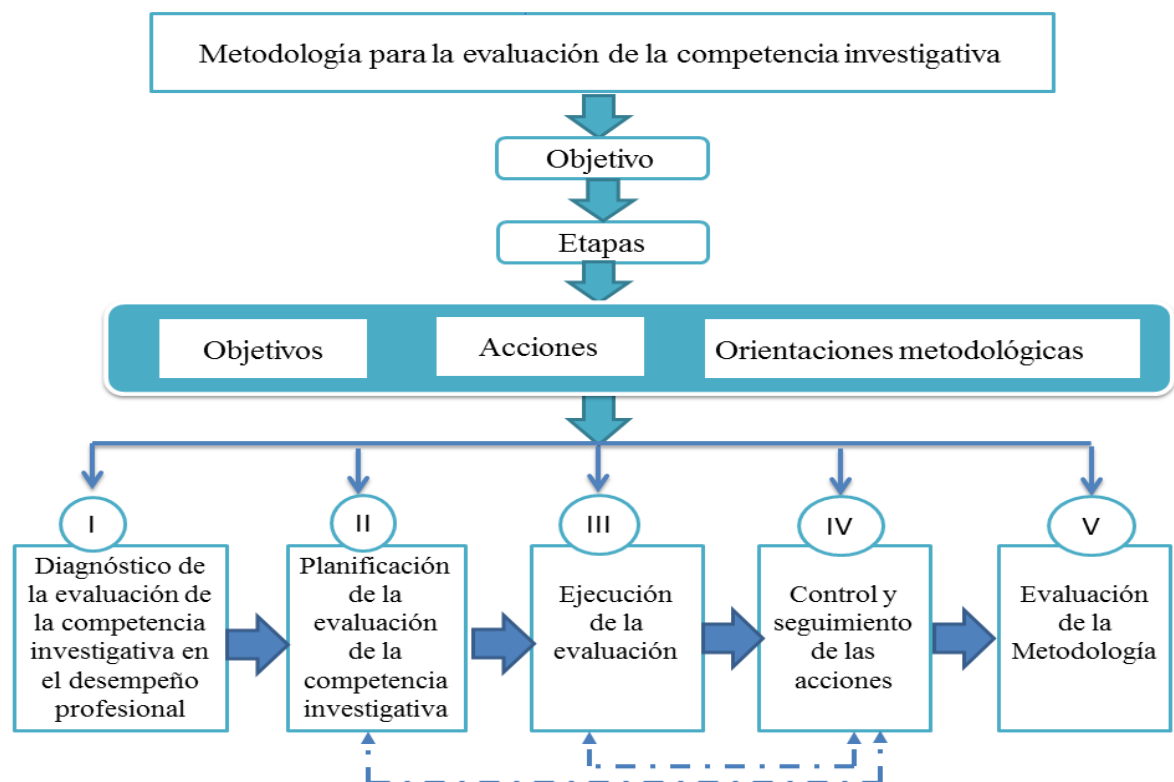 Metodología para la evaluación de la competencia investigativa
Objetivo
Etapas
Objetivos
Acciones
Orientaciones metodológicas
I
II
III
IV
V
Diagnóstico de
la evaluación de
la competencia
investigativa en
el desempeño
profesional
Planificación
de la
evaluación
de la
competencia
investigativa
Ejecución
de la
evaluación
Control y
seguimiento
de las
acciones
Evaluación
de la
Metodología